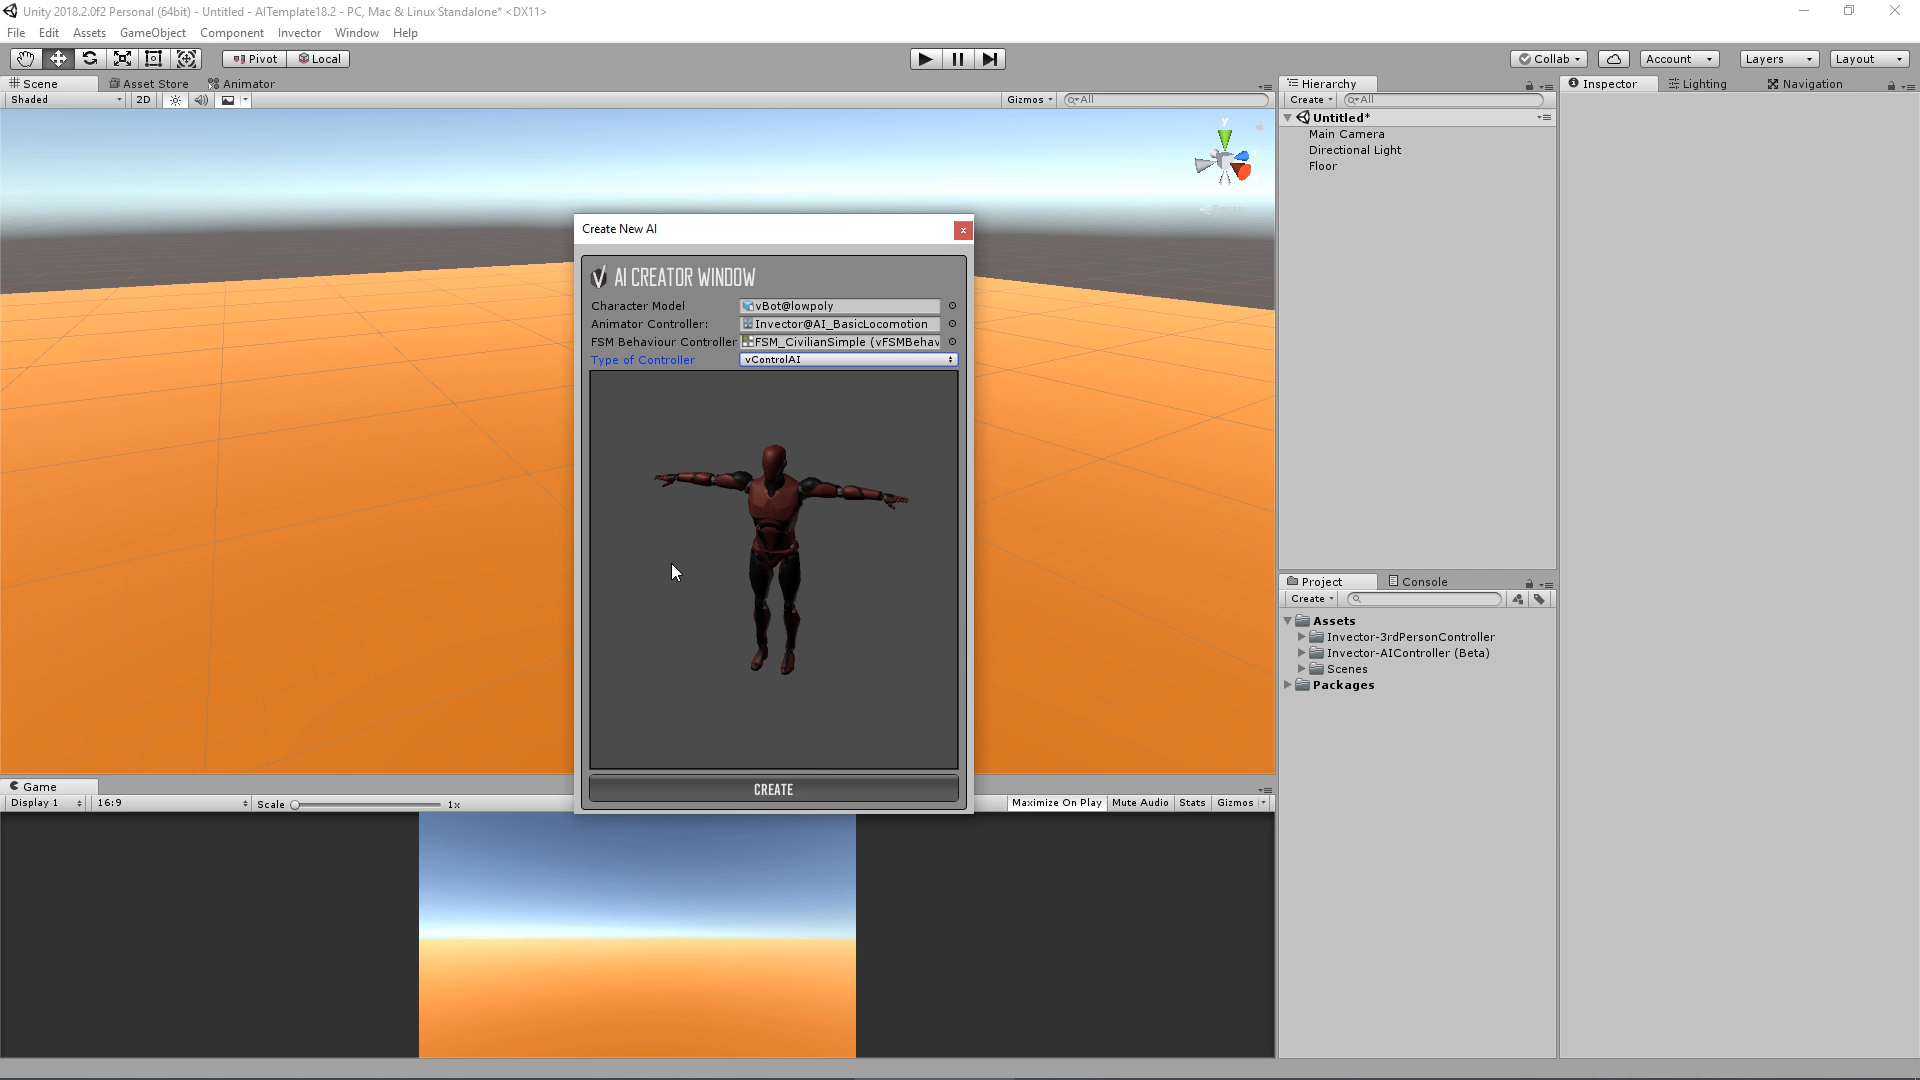 Unity 2018.2.0f2 Personal (64bit) - Untitled - AITemplate18.2 - PC, Mac & Linux Standalone* <DX11>
File Edit Assets GameObject Component Invector Window Help
Pivot Local Collab Account Layers Layout
Scene Asset Store Animator
Shaded 2D Gizmos All
Hierarchy
Create All
Untitled*
Main Camera
Directional Light
Floor
Inspector Lighting Navigation
y
Create New AI x
AI CREATOR WINDOW
Character Model vBot@lowpoly
Animator Controller: Invector@AI_BasicLocomotion
FSM Behaviour Controller FSM_CivilianSimple (vFSMBehav
Type of Controller vControlAI
CREATE
Project Console
Create
Assets
Invector-3rdPersonController
Invector-AIController (Beta)
Scenes
Packages
Game
Display 1 16:9 Scale 1x Maximize On Play Mute Audio Stats Gizmos